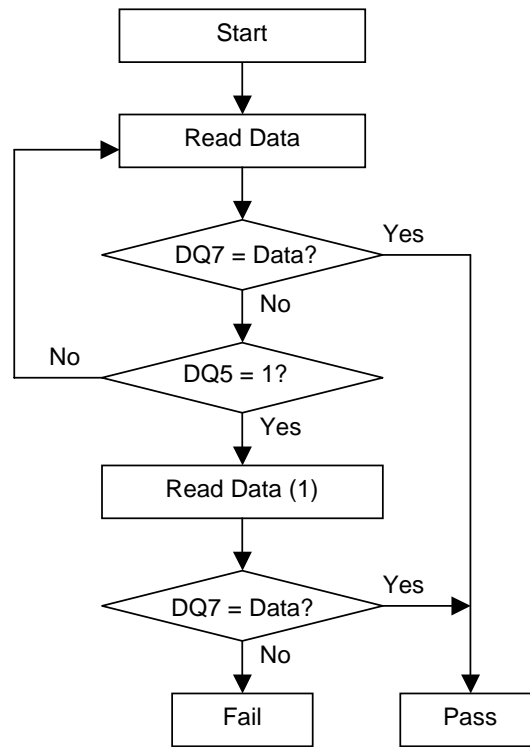 Start
Read Data
DQ7 = Data?
Yes
No
No
DQ5 = 1?
Yes
Read Data (1)
DQ7 = Data?
Yes
No
Fail
Pass